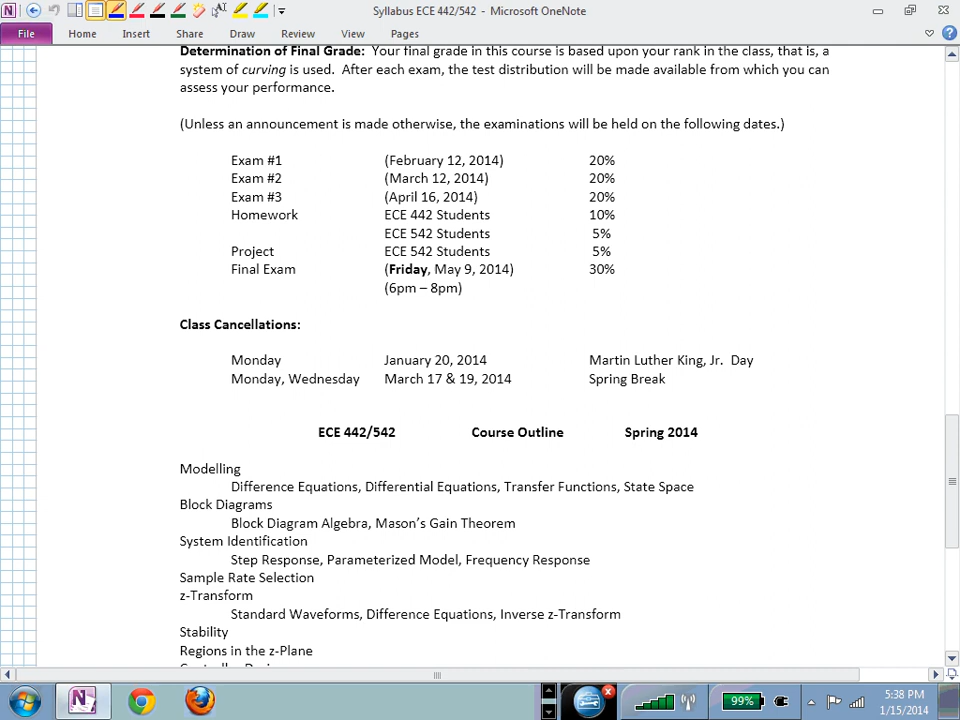 Syllabus ECE 442/542 - Microsoft OneNote
File Home Insert Share Draw Review View Pages
Determination of Final Grade: Your final grade in this course is based upon your rank in the class, that is, a
system of curving is used. After each exam, the test distribution will be made available from which you can
assess your performance.
(Unless an announcement is made otherwise, the examinations will be held on the following dates.)
Exam #1 (February 12, 2014) 20%
Exam #2 (March 12, 2014) 20%
Exam #3 (April 16, 2014) 20%
Homework ECE 442 Students 10%
ECE 542 Students 5%
Project ECE 542 Students 5%
Final Exam (Friday, May 9, 2014) 30%
(6pm – 8pm)
Class Cancellations:
Monday January 20, 2014 Martin Luther King, Jr. Day
Monday, Wednesday March 17 & 19, 2014 Spring Break
ECE 442/542 Course Outline Spring 2014
Modelling
Difference Equations, Differential Equations, Transfer Functions, State Space
Block Diagrams
Block Diagram Algebra, Mason's Gain Theorem
System Identification
Step Response, Parameterized Model, Frequency Response
Sample Rate Selection
z-Transform
Standard Waveforms, Difference Equations, Inverse z-Transform
Stability
Regions in the z-Plane
99%
5:38 PM
1/15/2014